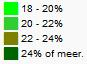 18 - 20%
20 - 22%
22 - 24%
24% of meer.